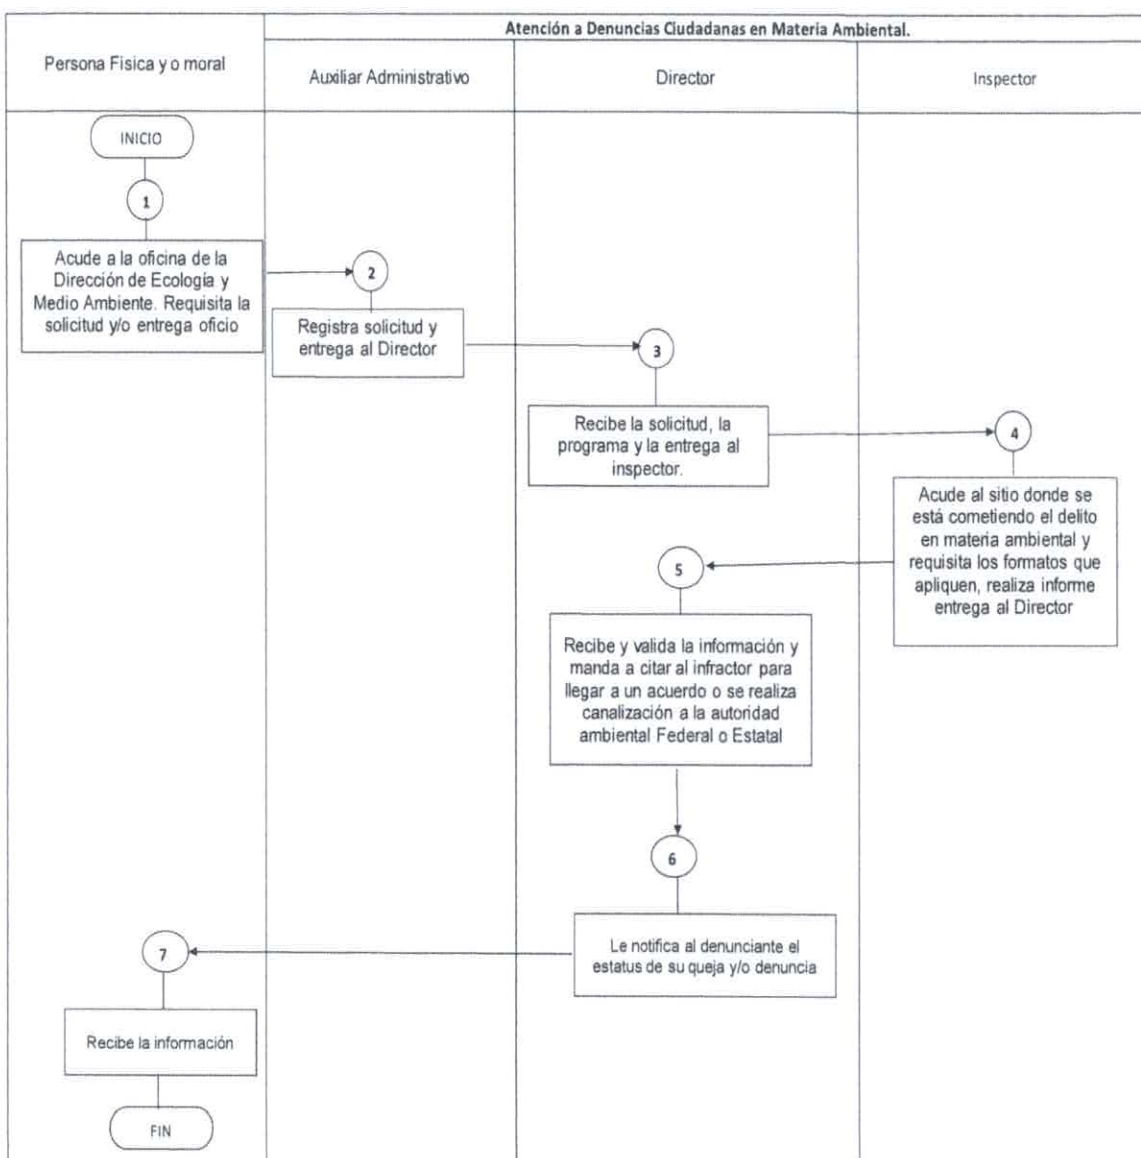 Atención a Denuncias Ciudadanas en Materia Ambiental.
Persona Fisica y o moral
Auxiliar Administrativo
Director
Inspector
INICIO
1
Acude a la oficina de la
Dirección de Ecología y
Medio Ambiente. Requisita la
solicitud y/o entrega oficio
2
Registra solicitud y
entrega al Director
3
Recibe la solicitud, la
programa y la entrega al
inspector.
4
Acude al sitio donde se
está cometiendo el delito
en materia ambiental y
requisita los formatos que
apliquen, realiza informe
entrega al Director
5
Recibe y valida la información y
manda a citar al infractor para
llegar a un acuerdo o se realiza
canalización a la autoridad
ambiental Federal o Estatal
6
Le notifica al denunciante el
estatus de su queja y/o denuncia
7
Recibe la información
FIN